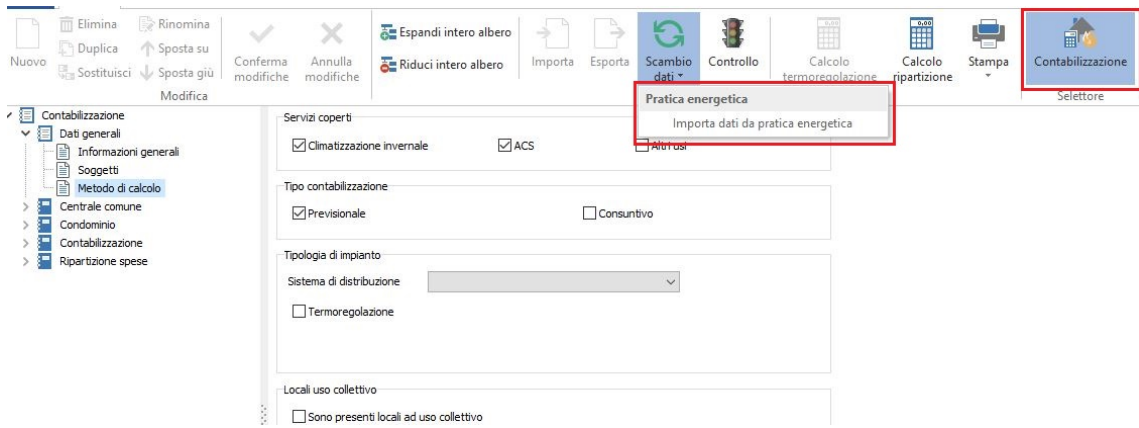 Nuovo
Elimina
Duplica
Sostituisci
Rinomina
Sposta su
Sposta giù
Modifica
Conferma
modifiche
Annulla
modifiche
Espandi intero albero
Riduci intero albero
Importa
Esporta
Scambio
dati
Controllo
Calcolo
termoregolazione
Calcolo
ripartizione
Stampa
Contabilizzazione
Selettore
Pratica energetica
Importa dati da pratica energetica
Contabilizzazione
Dati generali
Informazioni generali
Soggetti
Metodo di calcolo
Centrale comune
Condominio
Contabilizzazione
Ripartizione spese
Servizi coperti
Climatizzazione invernale
ACS
Altri usi
Tipo contabilizzazione
Previsionale
Consuntivo
Tipologia di impianto
Sistema di distribuzione
Termoregolazione
Locali uso collettivo
Sono presenti locali ad uso collettivo